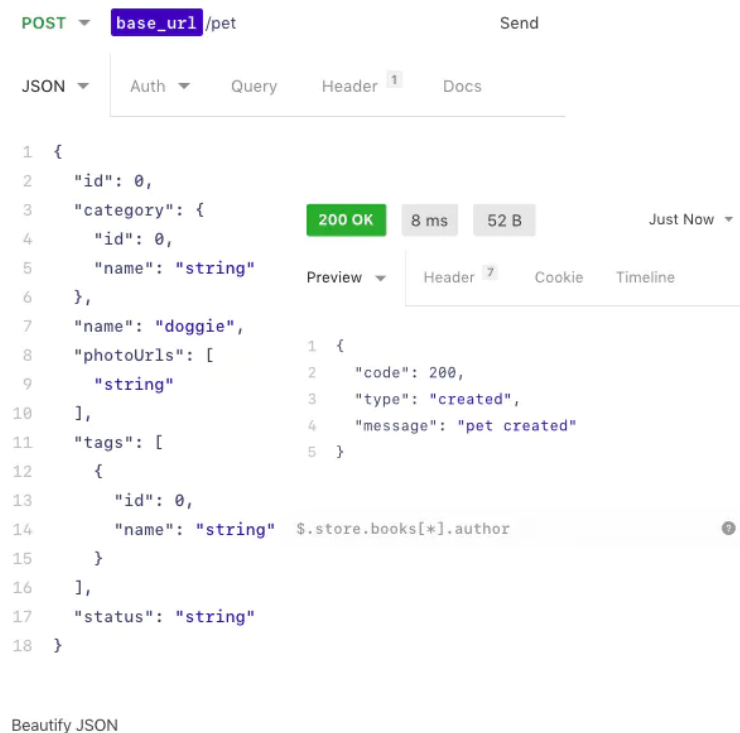 POST base_url /pet Send
JSON Auth Query Header 1 Docs
1 {
2 "id": 0,
3 "category": {
4 "id": 0,
5 "name": "string"
6 },
7 "name": "doggie",
8 "photoUrls": [
9 "string"
10 ],
11 "tags": [
12 {
13 "id": 0,
14 "name": "string"
15 }
16 ],
17 "status": "string"
18 }
Beautify JSON
200 OK 8 ms 52 B Just Now
Preview Header 7 Cookie Timeline
1 {
2 "code": 200,
3 "type": "created",
4 "message": "pet created"
5 }
$.store.books[*].author ?